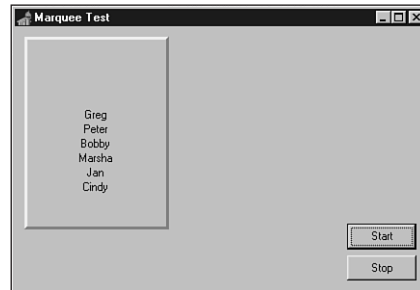 Marquee Test
Greg
Peter
Bobby
Marsha
Jan
Cindy
Start
Stop